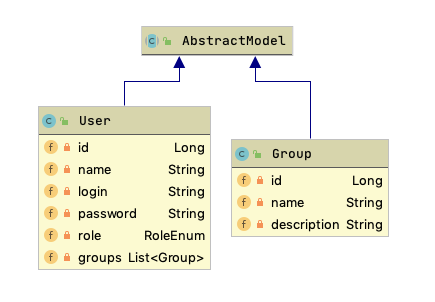 AbstractModel
User
id Long
name String
login String
password String
role RoleEnum
groups List<Group>
Group
id Long
name String
description String